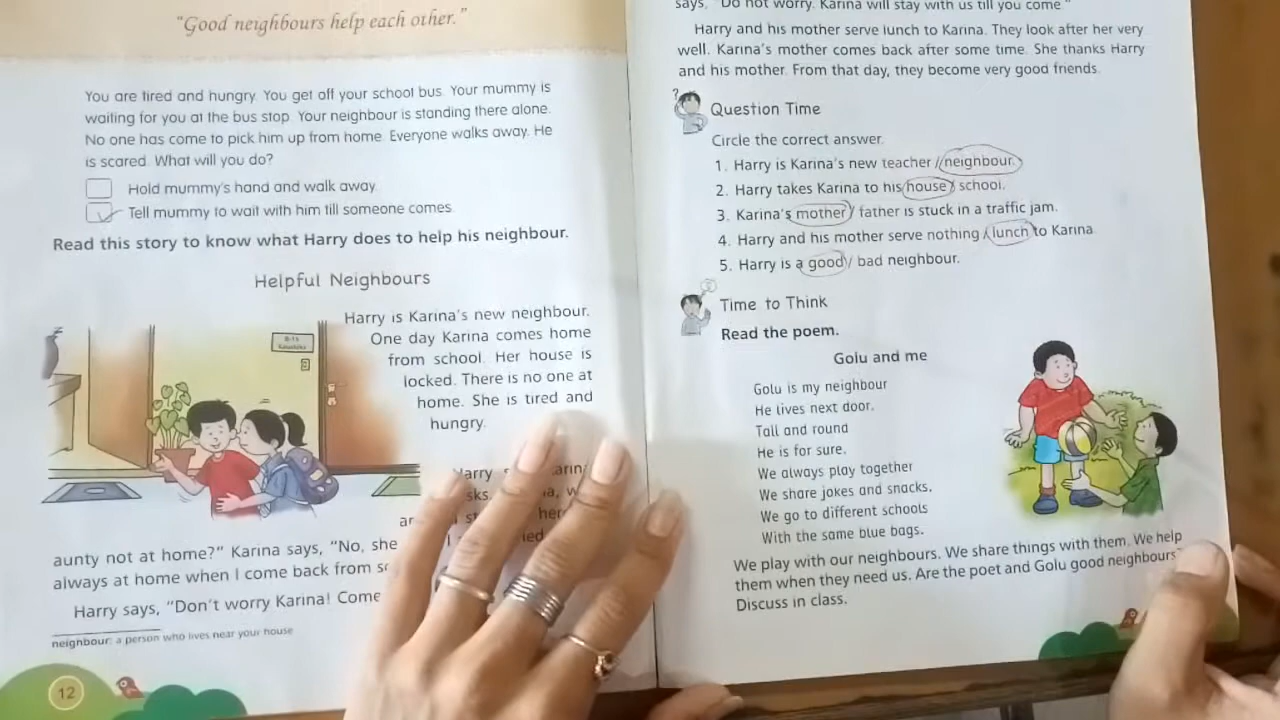 "Good neighbours help each other."
You are tired and hungry. You get off your school bus. Your mummy is
waiting for you at the bus stop. Your neighbour is standing there alone.
No one has come to pick him up from home. Everyone walks away. He
is scared. What will you do?
Hold mummy's hand and walk away.
Tell mummy to wait with him till someone comes.
Read this story to know what Harry does to help his neighbour.
Helpful Neighbours
Harry is Karina's new neighbour.
One day Karina comes home
from school. Her house is
locked. There is no one at
home. She is tired and
hungry.
Harry
aunty not at home?" Karina says, "No, she
always at home when I come back from
Harry says, "Don't worry Karina! Come
neighbour: a person who lives near your house
12
says, "Do not worry. Karina will stay with us till you come."
Harry and his mother serve lunch to Karina. They look after her very
well. Karina's mother comes back after some time. She thanks Harry
and his mother. From that day, they become very good friends.
Question Time
Circle the correct answer.
1. Harry is Karina's new teacher / neighbour.
2. Harry takes Karina to his house / school.
3. Karina's mother / father is stuck in a traffic jam.
4. Harry and his mother serve nothing / lunch to Karina.
5. Harry is a good / bad neighbour.
Time to Think
Read the poem.
Golu and me
Golu is my neighbour
He lives next door.
Tall and round
He is for sure.
We always play together
We share jokes and snacks.
We go to different schools
With the same blue bags.
We play with our neighbours. We share things with them. We help
them when they need us. Are the poet and Golu good neighbours?
Discuss in class.